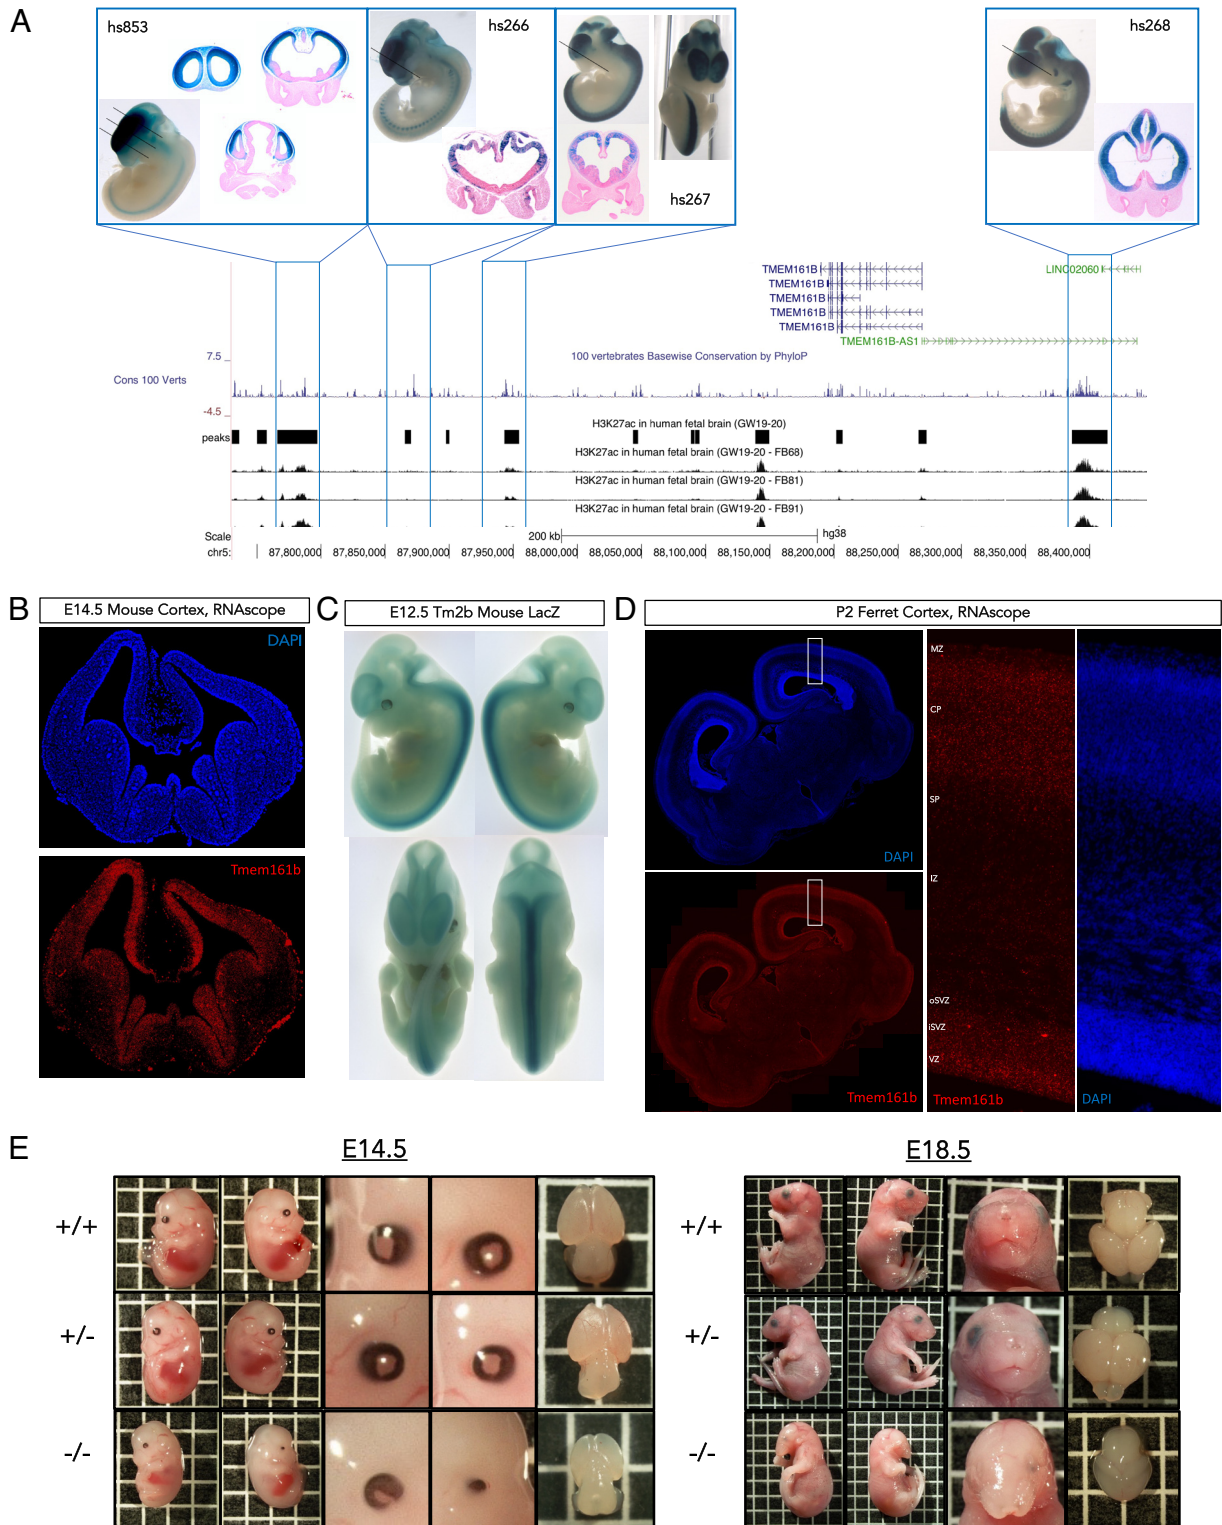 A
hs853
hs266
hs267
hs268
TMEM161B
TMEM161B
TMEM161B
TMEM161B
TMEM161B
LINC02060
TMEM161B-AS1
7.5
100 vertebrates Basewise Conservation by PhyloP
Cons 100 Verts
-4.5
H3K27ac in human fetal brain (GW19-20)
peaks
H3K27ac in human fetal brain (GW19-20 - FB68)
H3K27ac in human fetal brain (GW19-20 - FB81)
H3K27ac in human fetal brain (GW19-20 - FB91)
Scale 200 kb hg38
chr5: 87,800,000 87,850,000 87,900,000 87,950,000 88,000,000 88,050,000 88,100,000 88,150,000 88,200,000 88,250,000 88,300,000 88,350,000 88,400,000
B
E14.5 Mouse Cortex, RNAscope
DAPI
Tmem161b
C
E12.5 Tm2b Mouse LacZ
D
P2 Ferret Cortex, RNAscope
DAPI
Tmem161b
MZ
CP
SP
IZ
oSVZ
iSVZ
VZ
Tmem161b
DAPI
E
E14.5
+/+
+/-
-/-
E18.5
+/+
+/-
-/-